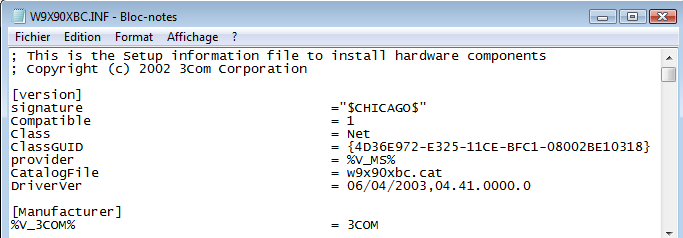 W9X90XBC.INF - Bloc-notes
Fichier Edition Format Affichage ?
; This is the Setup information file to install hardware components
; Copyright (c) 2002 3Com Corporation
[version]
signature ="$CHICAGO$"
Compatible = 1
Class = Net
ClassGUID = {4D36E972-E325-11CE-BFC1-08002BE10318}
provider = %V_MS%
CatalogFile = w9x90xbc.cat
DriverVer = 06/04/2003,04.41.0000.0
[Manufacturer]
%V_3COM% = 3COM